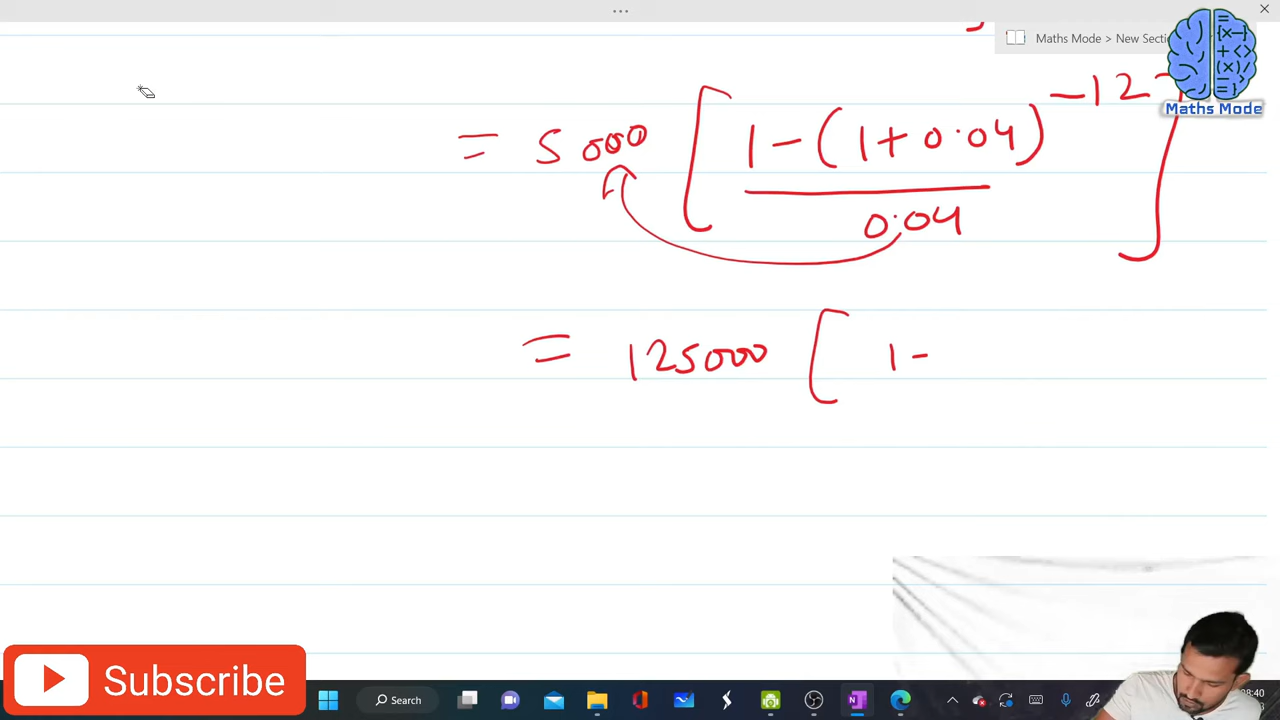 Maths Mode > New Secti
Maths Mode
= 5000 [ 1 - (1 + 0.04)^-12 ]
0.04
= 125000 [ 1 -
Subscribe
Search